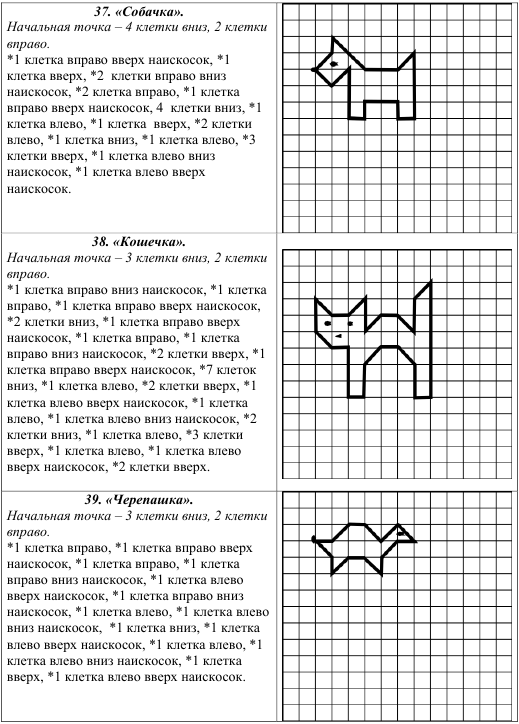 37. «Собачка».
Начальная точка – 4 клетки вниз, 2 клетки
вправо.
*1 клетка вправо вверх наискосок, *1
клетка вверх, *2  клетки вправо вниз
наискосок, *2 клетка вправо, *1 клетка
вправо вверх наискосок, 4  клетки вниз, *1
клетка влево, *1 клетка  вверх, *2 клетки
влево, *1 клетка вниз, *1 клетка влево, *3
клетки вверх, *1 клетка влево вниз
наискосок, *1 клетка влево вверх
наискосок.
38. «Кошечка».
Начальная точка – 3 клетки вниз, 2 клетки
вправо.
*1 клетка вправо вниз наискосок, *1 клетка
вправо, *1 клетка вправо вверх наискосок,
*2 клетки вниз, *1 клетка вправо вверх
наискосок, *1 клетка вправо, *1 клетка
вправо вниз наискосок, *2 клетки вверх, *1
клетка вправо вверх наискосок, *7 клеток
вниз, *1 клетка влево, *2 клетки вверх, *1
клетка влево вверх наискосок, *1 клетка
влево, *1 клетка влево вниз наискосок, *2
клетки вниз, *1 клетка влево, *3 клетки
вверх, *1 клетка влево, *1 клетка влево
вверх наискосок, *2 клетки вверх.
39. «Черепашка».
Начальная точка – 3 клетки вниз, 2 клетки
вправо.
*1 клетка вправо, *1 клетка вправо вверх
наискосок, *1 клетка вправо, *1 клетка
вправо вниз наискосок, *1 клетка влево
вверх наискосок, *1 клетка вправо вниз
наискосок, *1 клетка влево, *1 клетка влево
вниз наискосок,  *1 клетка вниз, *1 клетка
влево вверх наискосок, *1 клетка влево, *1
клетка влево вниз наискосок, *1 клетка
вверх, *1 клетка влево вверх наискосок.